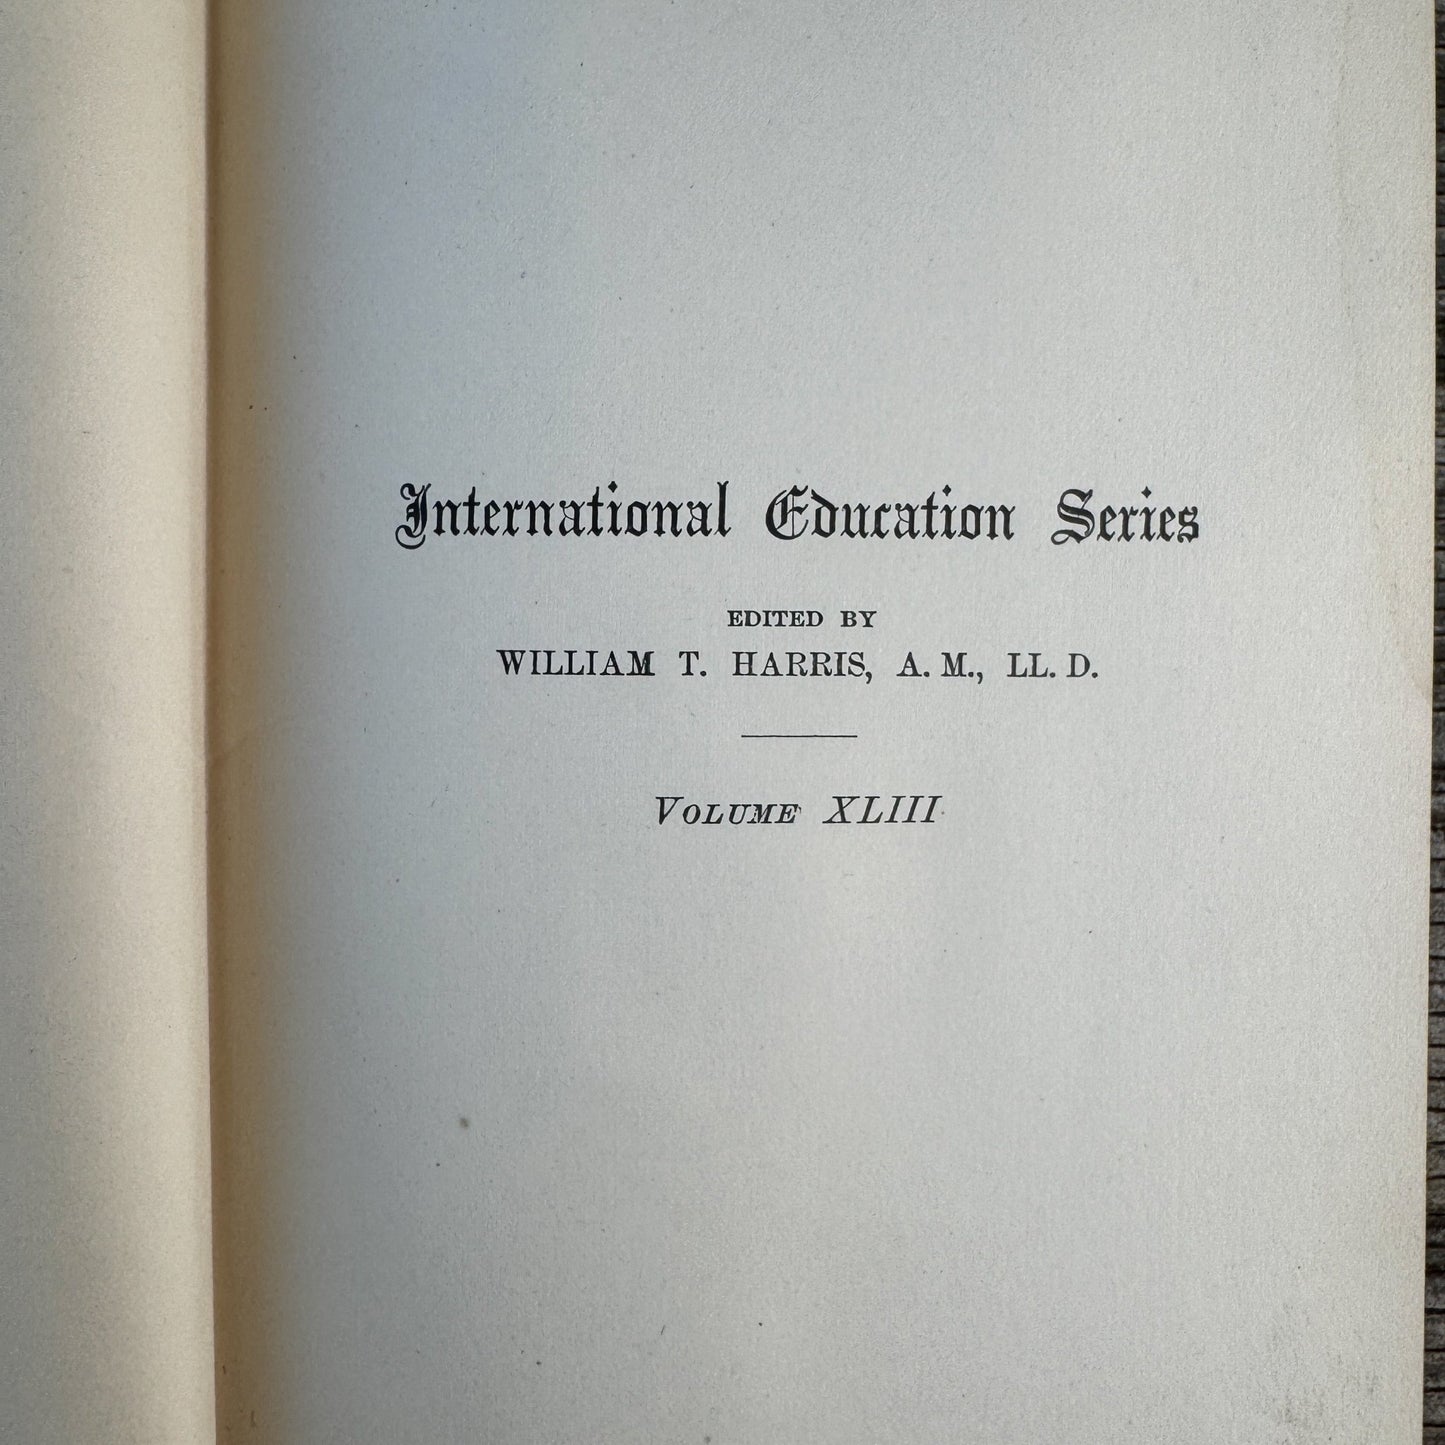 International Education Series
EDITED BY
WILLIAM T. HARRIS, A. M., LL. D.
VOLUME XLIII